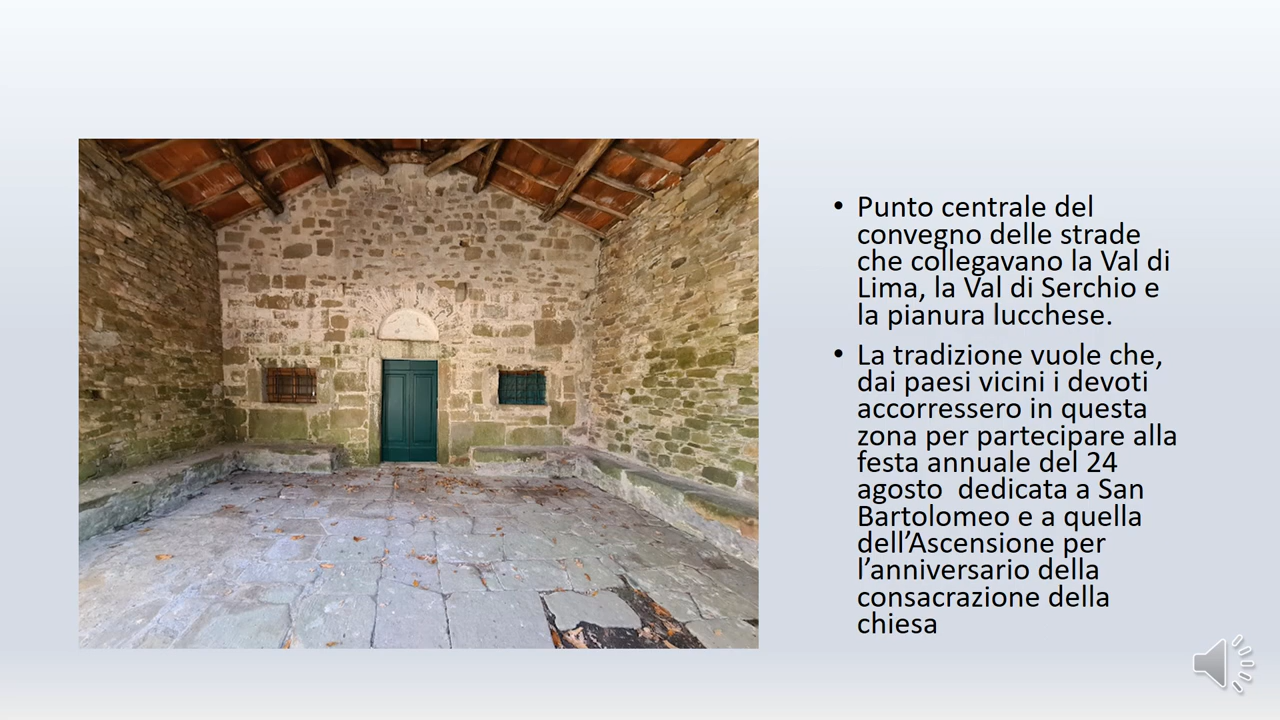 • Punto centrale del
convegno delle strade
che collegavano la Val di
Lima, la Val di Serchio e
la pianura lucchese.
• La tradizione vuole che,
dai paesi vicini i devoti
accorressero in questa
zona per partecipare alla
festa annuale del 24
agosto  dedicata a San
Bartolomeo e a quella
dell’Ascensione per
l’anniversario della
consacrazione della
chiesa